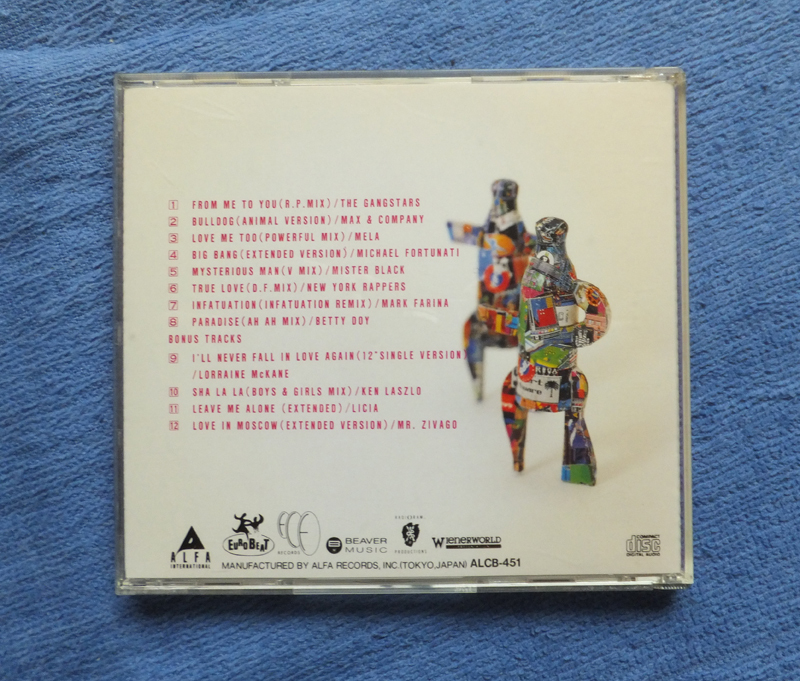 1 FROM ME TO YOU(R.P.MIX)/THE GANGSTARS
2 BULLDOG(ANIMAL VERSION)/MAX & COMPANY
3 LOVE ME TOO(POWERFUL MIX)/MELA
4 BIG BANG(EXTENDED VERSION)/MICHAEL FORTUNATI
5 MYSTERIOUS MAN(V MIX)/MISTER BLACK
6 TRUE LOVE(D.F.MIX)/NEW YORK RAPPERS
7 INFATUATION(INFATUATION REMIX)/MARK FARINA
8 PARADISE(AH AH MIX)/BETTY DOY
BONUS TRACKS
9 I'LL NEVER FALL IN LOVE AGAIN(12"SINGLE VERSION)
/LORRAINE McKANE
10 SHA LA LA(BOYS & GIRLS MIX)/KEN LASZLO
11 LEAVE ME ALONE (EXTENDED)/LICIA
12 LOVE IN MOSCOW(EXTENDED VERSION)/MR. ZIVAGO
ALFA
INTERNATIONAL
EUROBEAT
RECORDS
BEAVER
MUSIC
PRODUCTIONS
WIENERWORLD
COMPACT
disc
DIGITAL AUDIO
MANUFACTURED BY ALFA RECORDS, INC.(TOKYO,JAPAN) ALCB-451